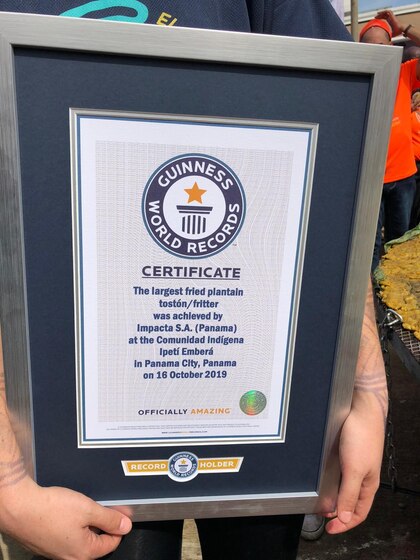 EL
GUINNESS
WORLD RECORDS
CERTIFICATE
The largest fried plantain
tostón/fritter
was achieved by
Impacta S.A. (Panama)
at the Comunidad Indígena
Ipetí Emberá
in Panama City, Panama
on 16 October 2019
OFFICIALLY AMAZING
RECORD HOLDER